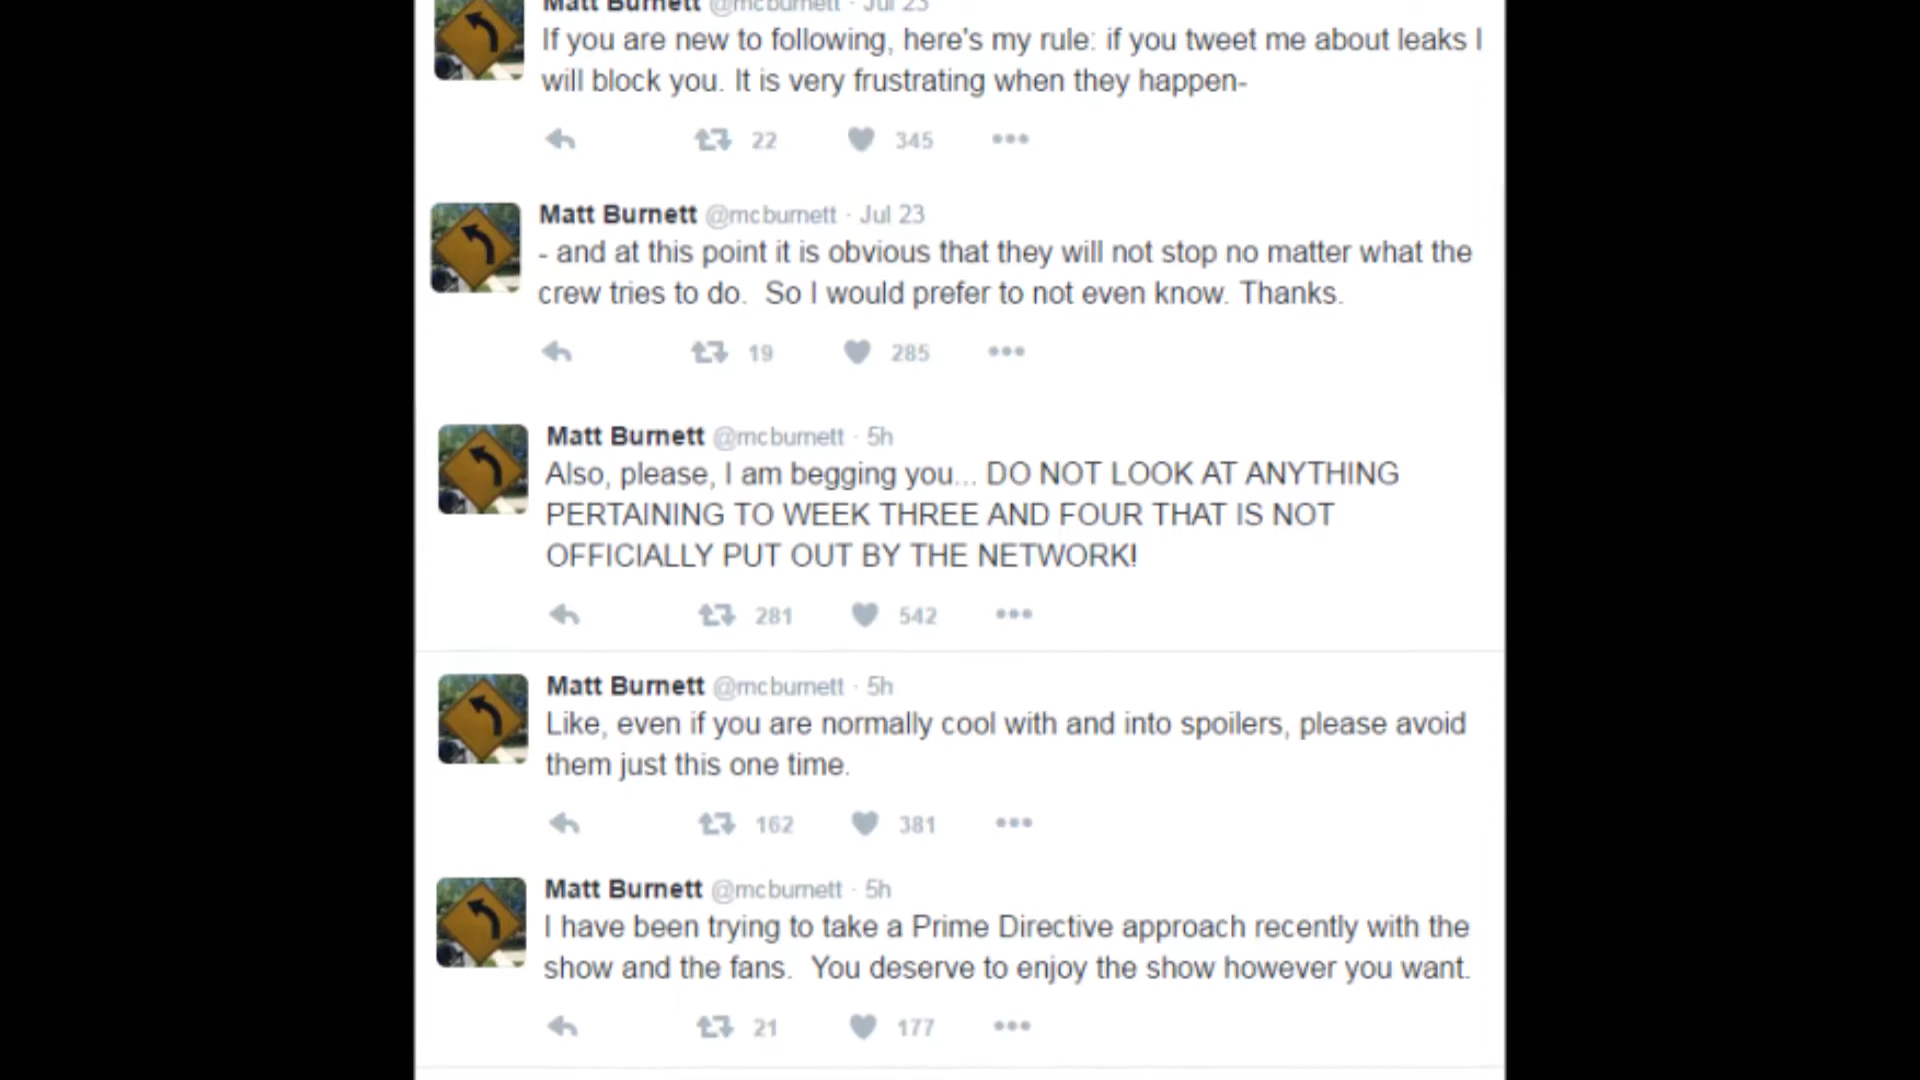 Matt Burnett @mcburnett · Jul 23
If you are new to following, here's my rule: if you tweet me about leaks I
will block you. It is very frustrating when they happen-
22 345
Matt Burnett @mcburnett · Jul 23
- and at this point it is obvious that they will not stop no matter what the
crew tries to do. So I would prefer to not even know. Thanks.
19 285
Matt Burnett @mcburnett · 5h
Also, please, I am begging you... DO NOT LOOK AT ANYTHING
PERTAINING TO WEEK THREE AND FOUR THAT IS NOT
OFFICIALLY PUT OUT BY THE NETWORK!
281 542
Matt Burnett @mcburnett · 5h
Like, even if you are normally cool with and into spoilers, please avoid
them just this one time.
162 381
Matt Burnett @mcburnett · 5h
I have been trying to take a Prime Directive approach recently with the
show and the fans. You deserve to enjoy the show however you want.
21 177